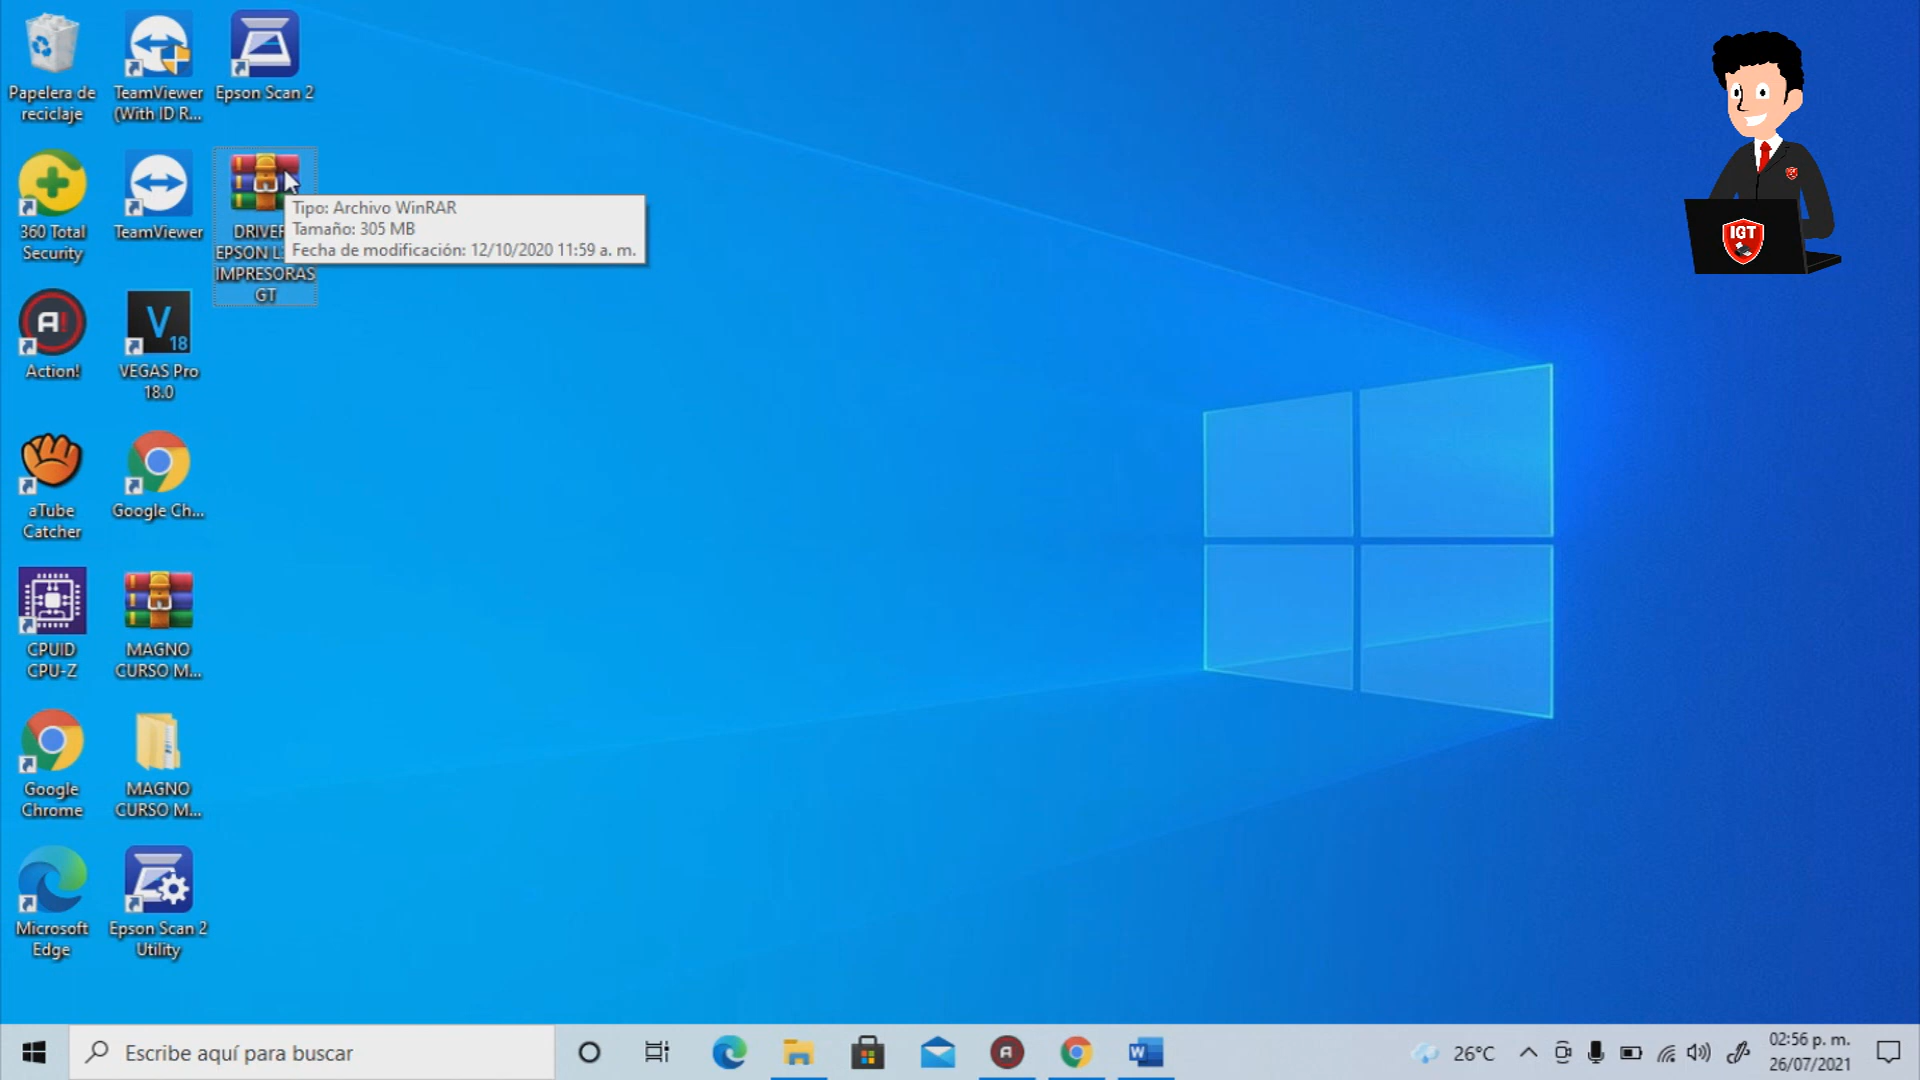 Papelera de
reciclaje
TeamViewer
(With ID R...
Epson Scan 2
360 Total
Security
TeamViewer
DRIVER
EPSON L
IMPRESORAS
GT
Tipo: Archivo WinRAR
Tamaño: 305 MB
Fecha de modificación: 12/10/2020 11:59 a. m.
IGT
A!
Action!
V
18
VEGAS Pro
18.0
aTube
Catcher
Google Ch...
CPUID
CPU-Z
MAGNO
CURSO M...
Google
Chrome
MAGNO
CURSO M...
Microsoft
Edge
Epson Scan 2
Utility
Escribe aquí para buscar
A
W
26°C
02:56 p. m.
26/07/2021